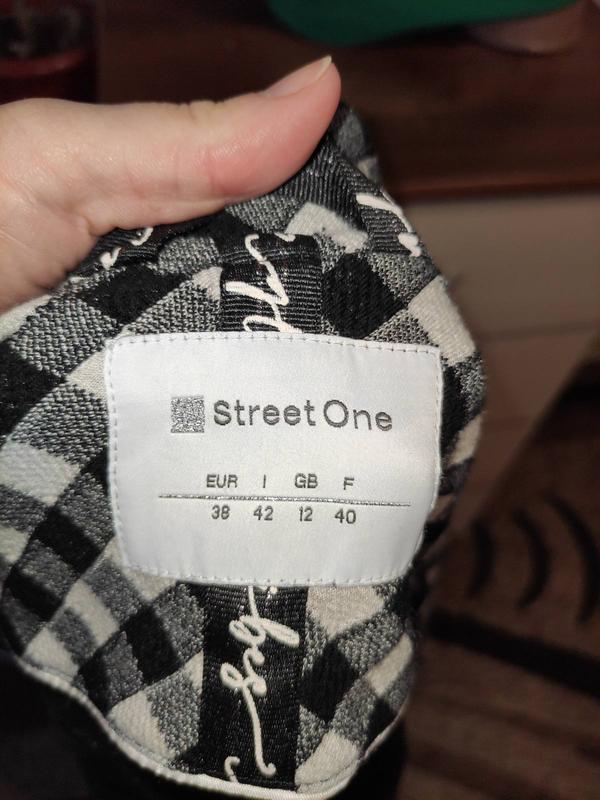 Street One
EUR I GB F
38 42 12 40